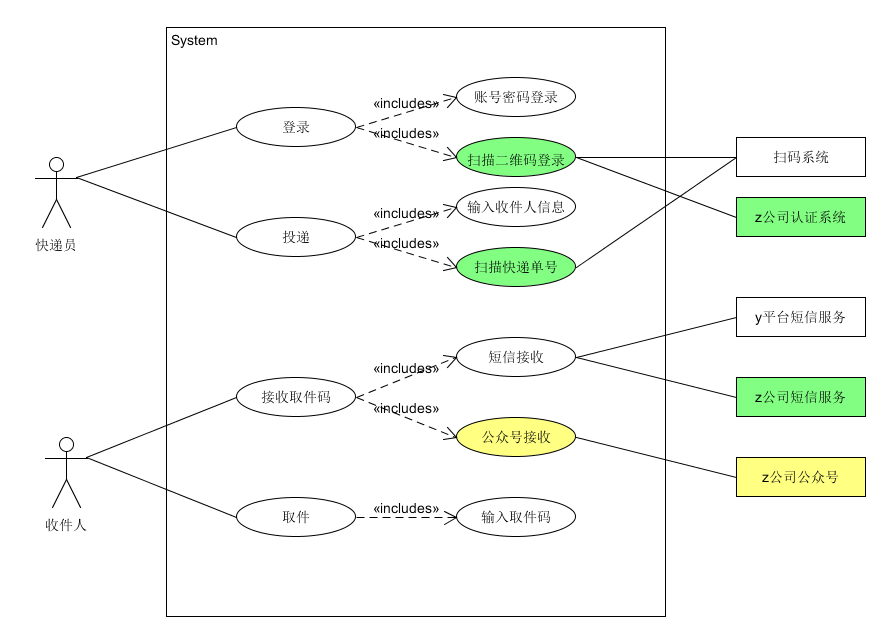 System
«includes»
账号密码登录
登录
«includes»
扫描二维码登录
扫码系统
«includes»
输入收件人信息
z公司认证系统
投递
«includes»
快递员
扫描快递单号
y平台短信服务
«includes»
短信接收
接收取件码
z公司短信服务
«includes»
公众号接收
z公司公众号
«includes»
取件
输入取件码
收件人